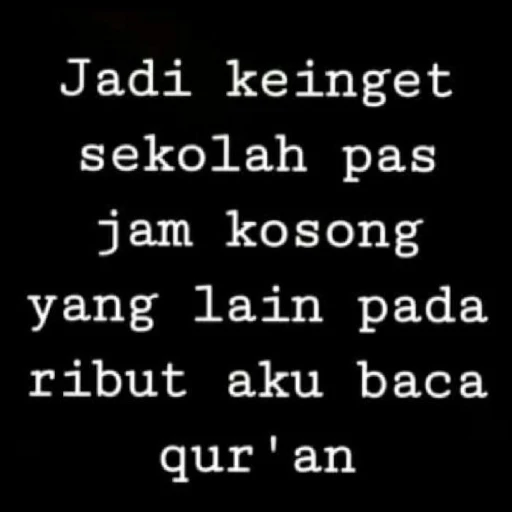 Jadi keinget
sekolah pas
jam kosong
yang lain pada
ribut aku baca
qur'an